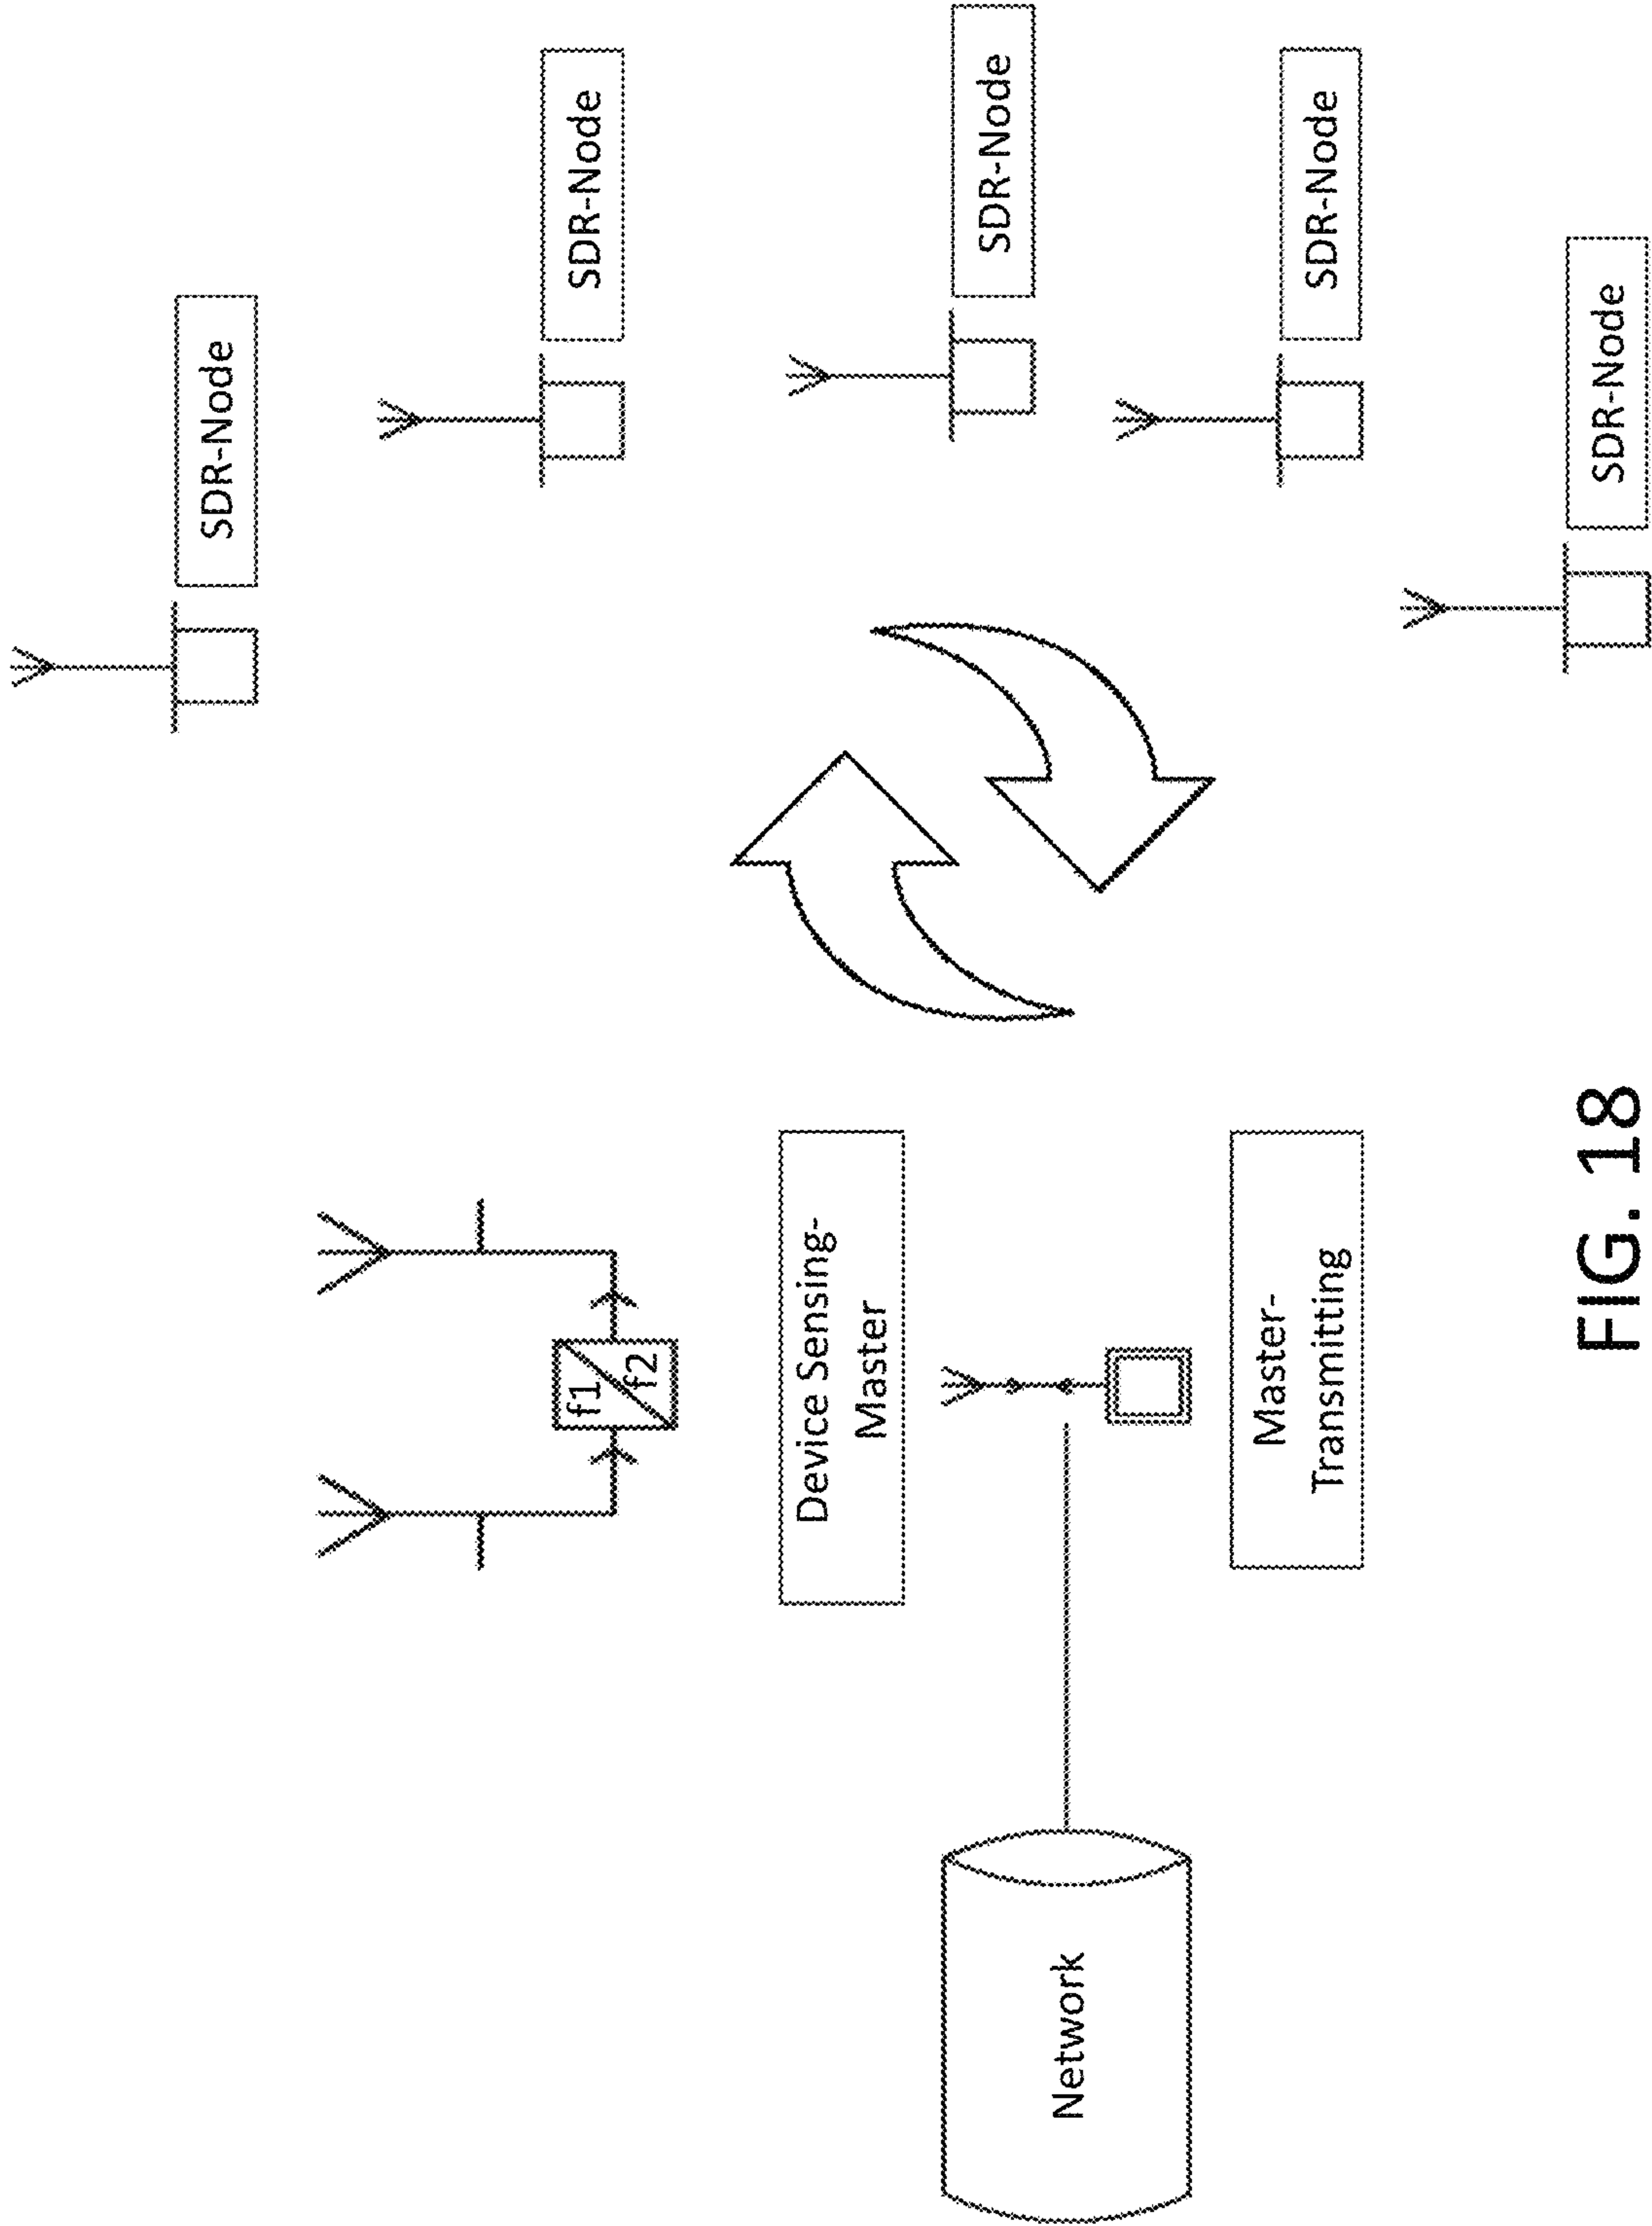 SDR-Node
SDR-Node
SDR-Node
SDR-Node
SDR-Node
f1
f2
Device Sensing-
Master
Master-
Transmitting
Network
FIG. 18